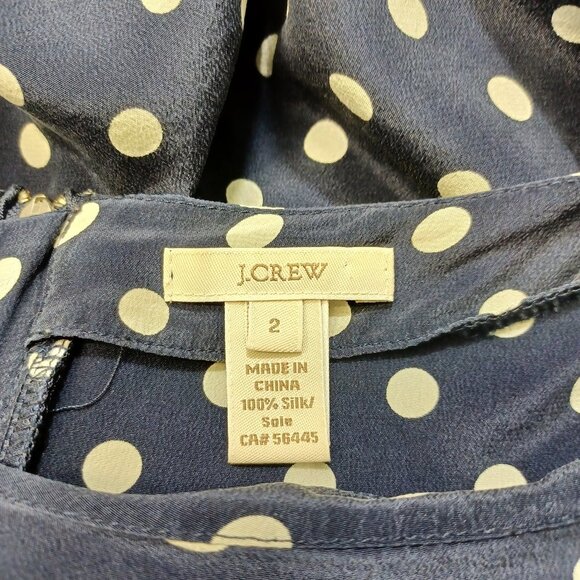 J.CREW
2
MADE IN
CHINA
100% Silk/
Soie
CA# 56445